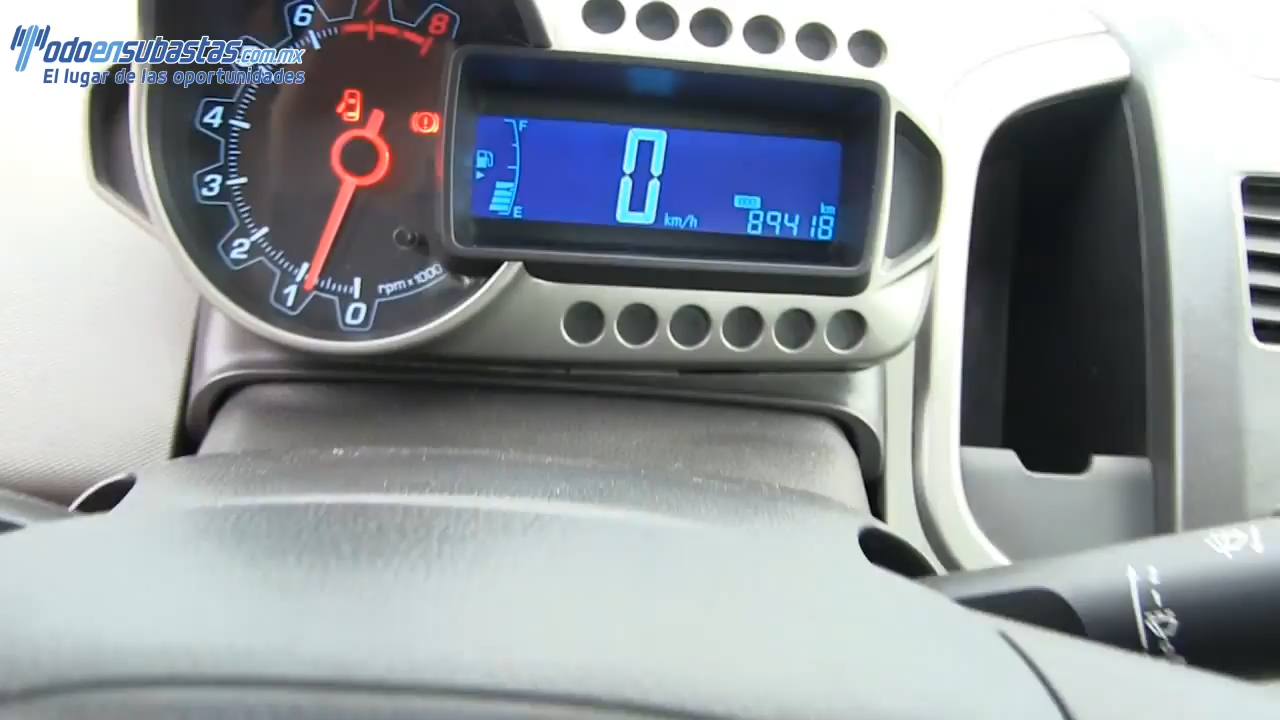 Todoensubastas.com.mx
El lugar de las oportunidades
8
7
6
5
4
3
2
1
0
rpm x 1000
F
E
0 km/h
ODO
km
89418